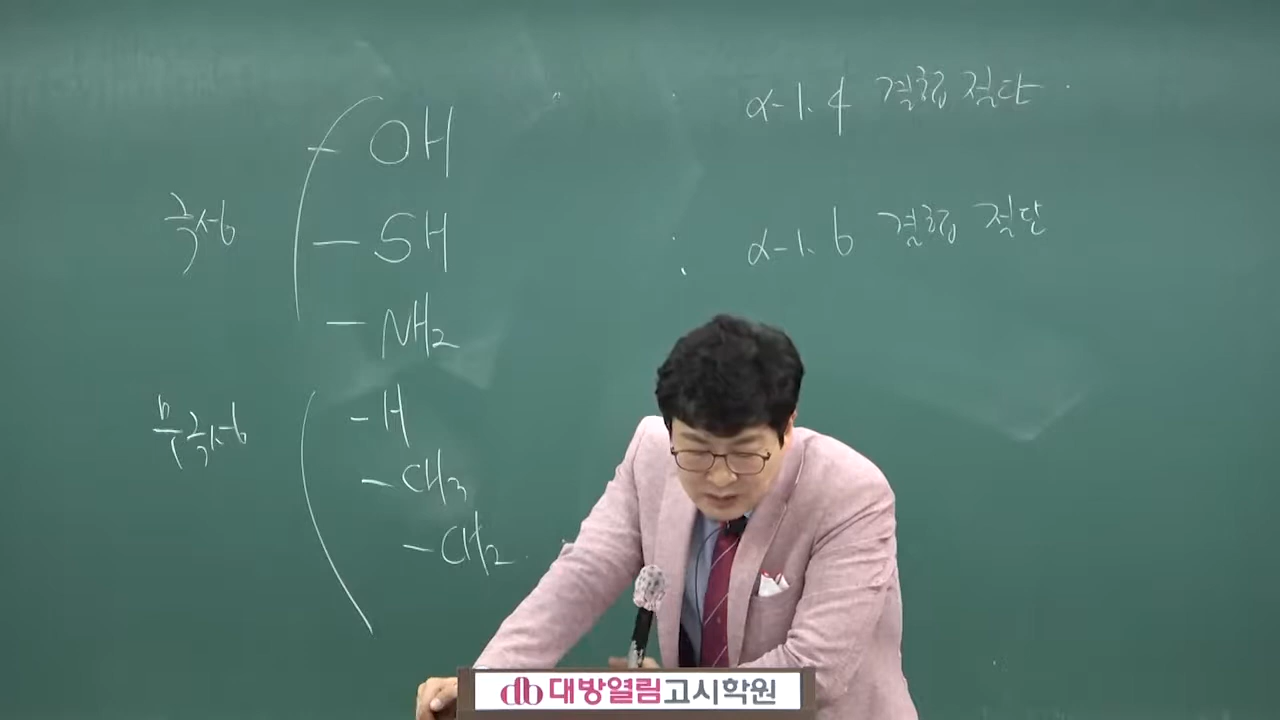 극성
- OH
- SH
- NH₂
무극성
- H
- CH₃
- CH₂
α-1.4 결합 절단
α-1.6 결합 절단
db 대방열림고시학원